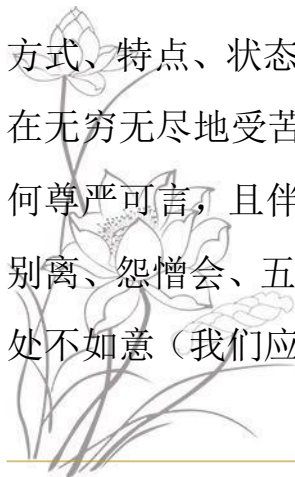 方式、特点、状态
在无穷无尽地受苦
何尊严可言，且伴
别离、怨憎会、五
处不如意（我们应